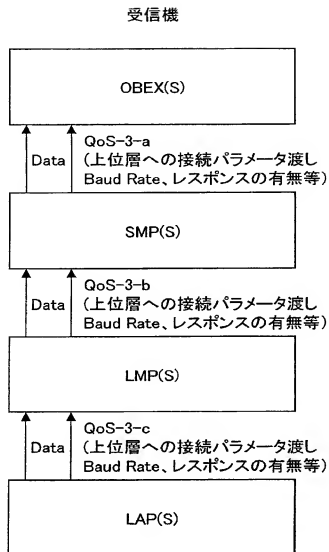 受信機
OBEX(S)
Data
QoS-3-a
(上位層への接続パラメータ渡し
Baud Rate、レスポンスの有無等)
SMP(S)
Data
QoS-3-b
(上位層への接続パラメータ渡し
Baud Rate、レスポンスの有無等)
LMP(S)
Data
QoS-3-c
(上位層への接続パラメータ渡し
Baud Rate、レスポンスの有無等)
LAP(S)